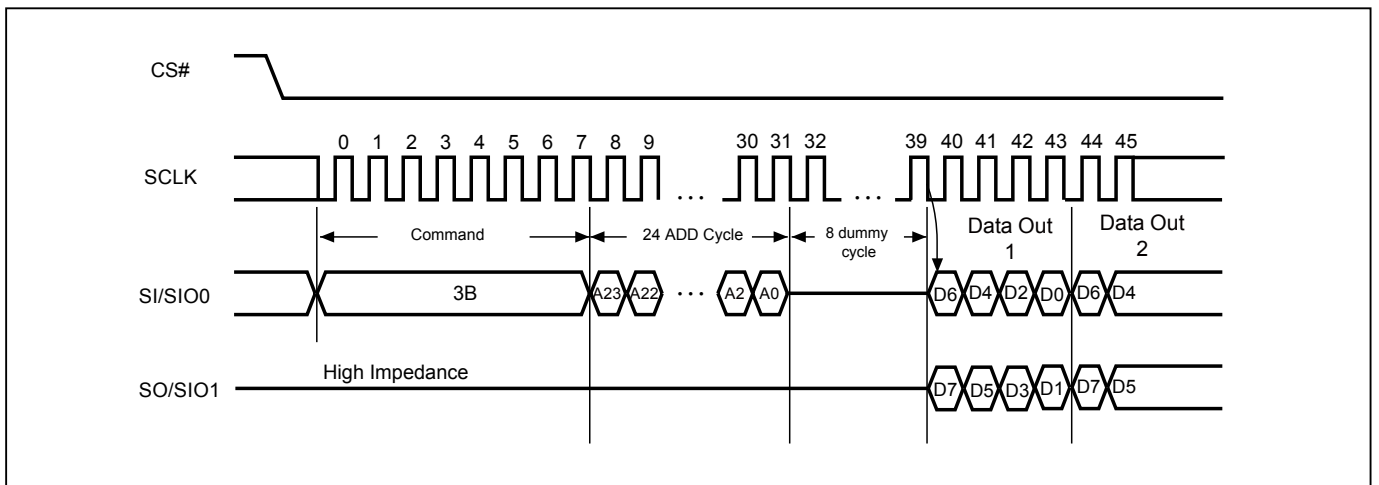 CS#
0 1 2 3 4 5 6 7 8 9 30 31 32 39 40 41 42 43 44 45
SCLK
... ...
Command 24 ADD Cycle 8 dummy cycle Data Out 1 Data Out 2
SI/SIO0 3B A23 A22 ... A2 A0 D6 D4 D2 D0 D6 D4
High Impedance
SO/SIO1 D7 D5 D3 D1 D7 D5